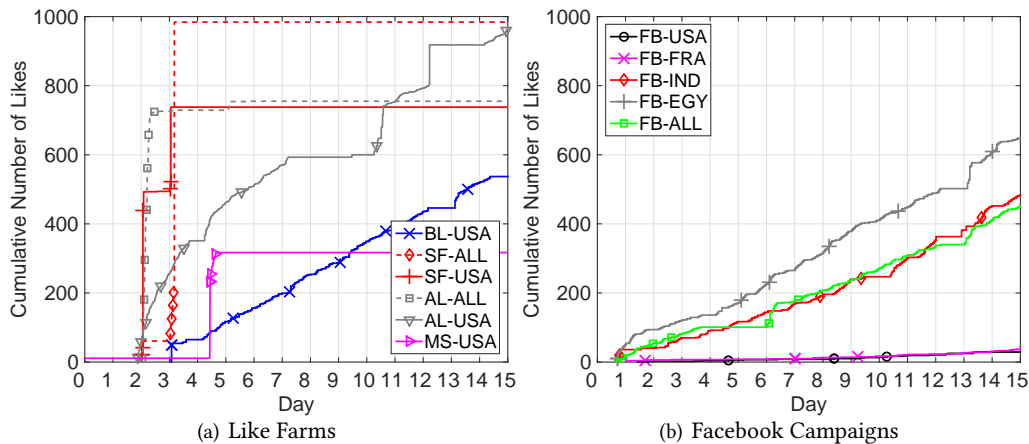 1000
800
600
400
200
0
Cumulative Number of Likes
BL-USA
SF-ALL
SF-USA
AL-ALL
AL-USA
MS-USA
0 1 2 3 4 5 6 7 8 9 10 11 12 13 14 15
Day
(a) Like Farms
1000
800
600
400
200
0
Cumulative Number of Likes
FB-USA
FB-FRA
FB-IND
FB-EGY
FB-ALL
0 1 2 3 4 5 6 7 8 9 10 11 12 13 14 15
Day
(b) Facebook Campaigns